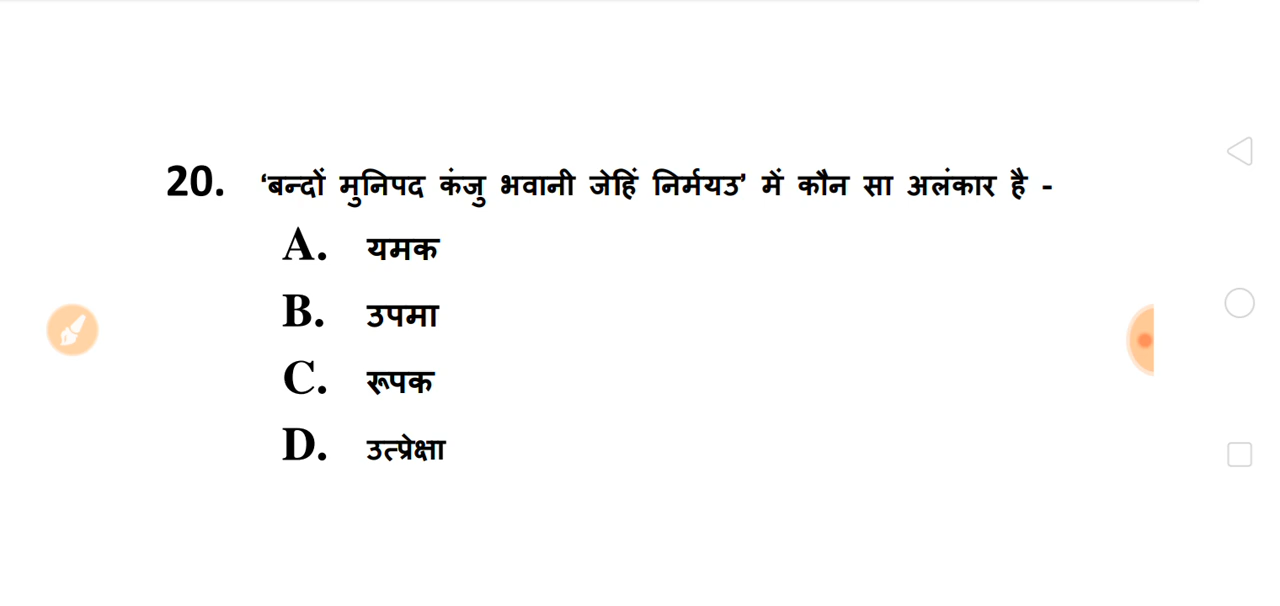 20. ‘बन्दों मुनिपद कंजु भवानी जेहिं निर्मयउ’ में कौन सा अलंकार है -
A. यमक
B. उपमा
C. रूपक
D. उत्प्रेक्षा